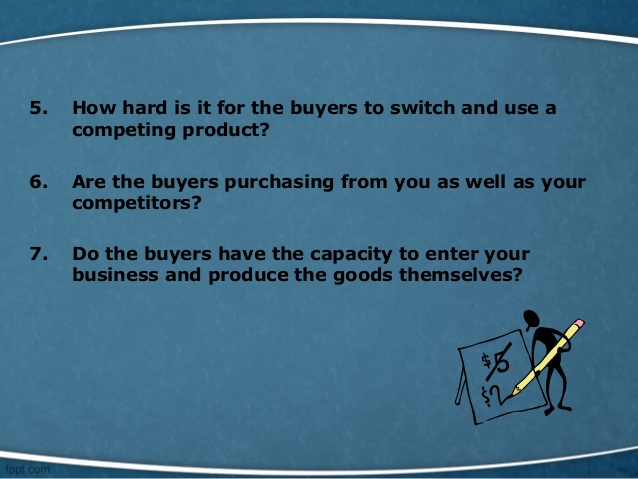 5. How hard is it for the buyers to switch and use a
competing product?
6. Are the buyers purchasing from you as well as your
competitors?
7. Do the buyers have the capacity to enter your
business and produce the goods themselves?
$5
$2
fppt.com